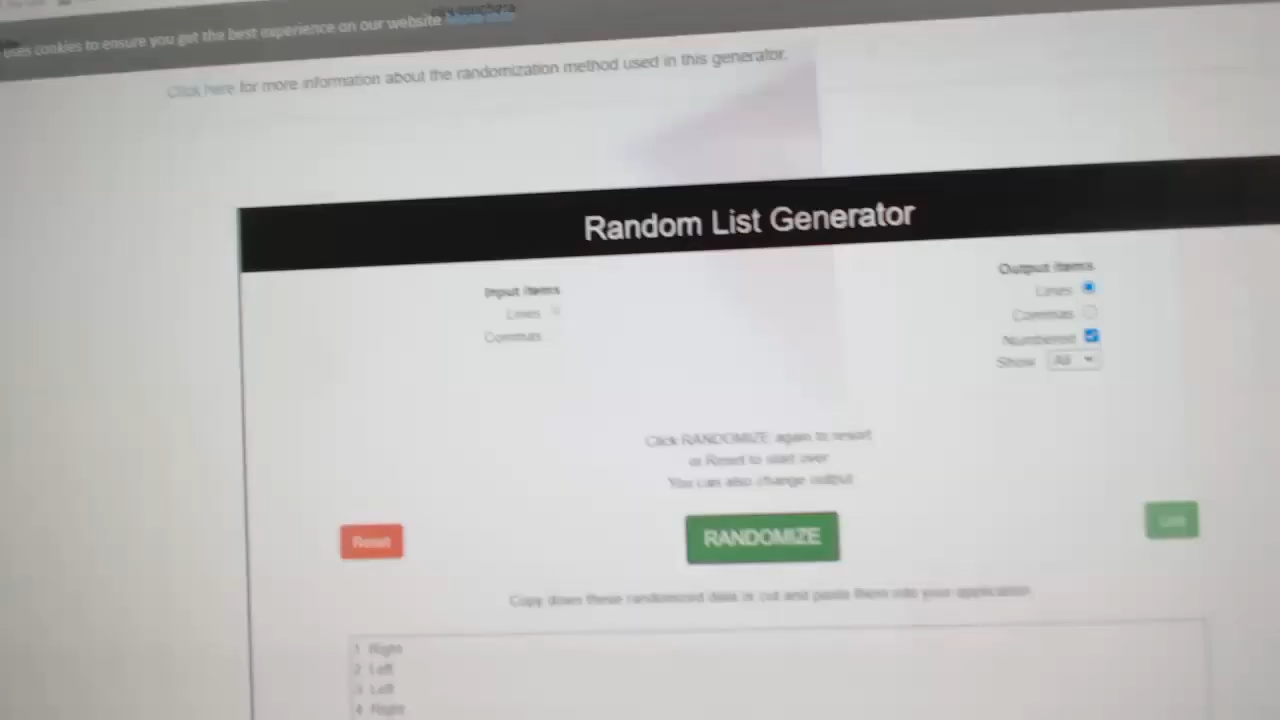 uses cookies to ensure you get the best experience on our website
Click here for more information about the randomization method used in this generator.
Random List Generator
Input Items
Lines
Commas
Output Items
Lines
Commas
Numbered
Show All
Click RANDOMIZE again to resort
or Reset to start over
You can also change output
Reset
RANDOMIZE
Copy down these randomized data or cut and paste them into your application
1 Right
2 Left
3 Left
4 Right